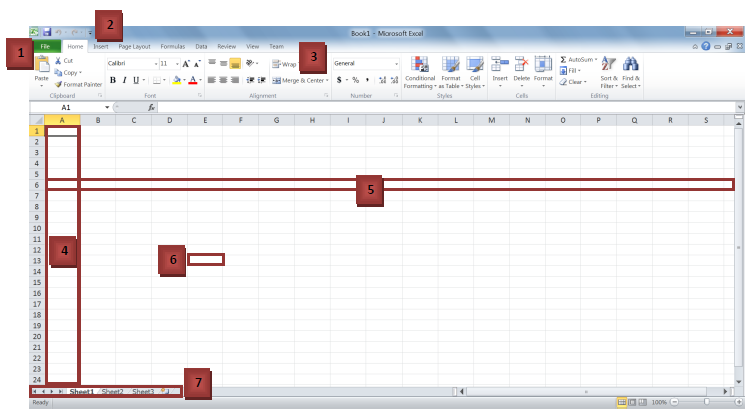 2
Book1 - Microsoft Excel
1
File Home Insert Page Layout Formulas Data Review View Team
3
Paste
Cut
Copy
Format Painter
Clipboard
Calibri 11
B I U
Font
Wrap
Merge & Center
Alignment
General
$ % ,
Number
Conditional Formatting
Format as Table
Cell Styles
Styles
Insert Delete Format
Cells
AutoSum
Fill
Clear
Sort & Filter
Find & Select
Editing
A1 fx
A B C D E F G H I J K L M N O P Q R S
1
2
3
4
5
6
5
7
8
9
10
11
12
4
6
13
14
15
16
17
18
19
20
21
22
23
24
7
Sheet1 Sheet2 Sheet3
Ready 100%